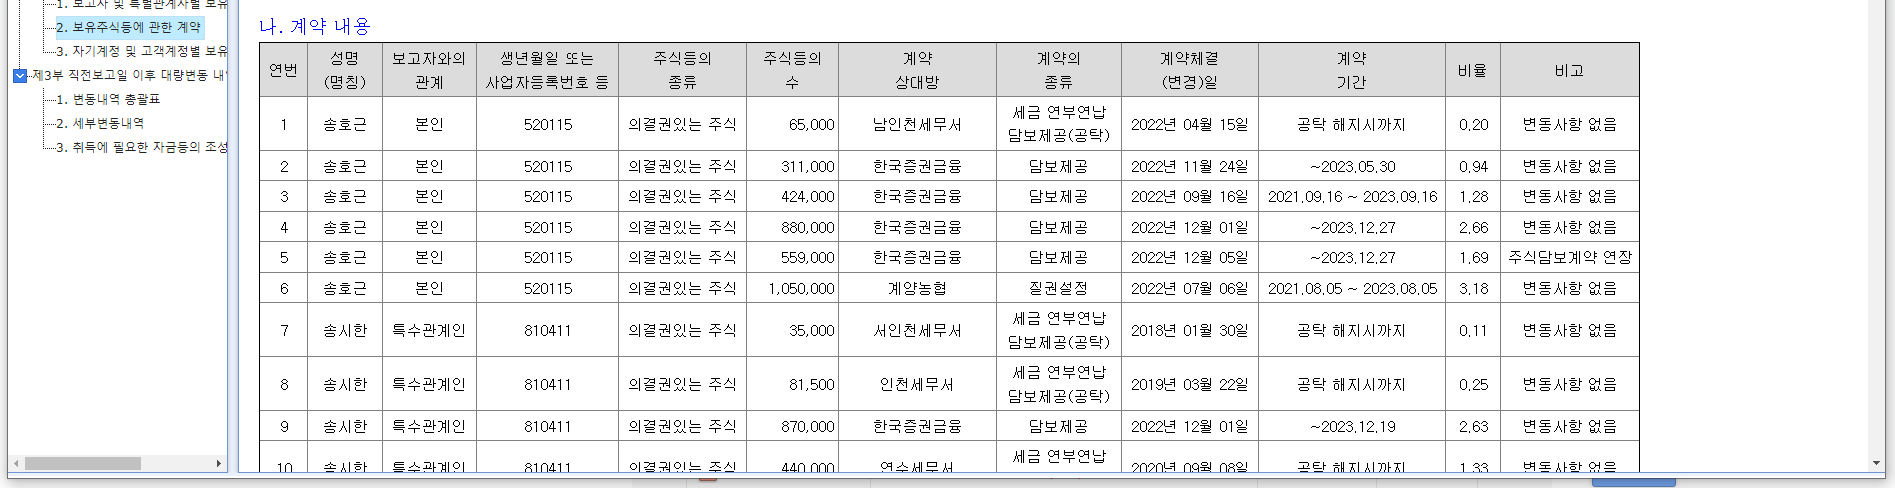 1. 보고자 및 특별관계자별 보유
2. 보유주식등에 관한 계약
3. 자기계정 및 고객계정별 보유
제3부 직전보고일 이후 대량변동 내
1. 변동내역 총괄표
2. 세부변동내역
3. 취득에 필요한 자금등의 조성
나. 계약 내용
연번 성명 (명칭) 보고자와의 관계 생년월일 또는 사업자등록번호 등 주식등의 종류 주식등의 수 계약 상대방 계약의 종류 계약체결 (변경)일 계약 기간 비율 비고
1 송호근 본인 520115 의결권있는 주식 65,000 남인천세무서 세금 연부연납 담보제공(공탁) 2022년 04월 15일 공탁 해지시까지 0.20 변동사항 없음
2 송호근 본인 520115 의결권있는 주식 311,000 한국증권금융 담보제공 2022년 11월 24일 ~2023.05.30 0.94 변동사항 없음
3 송호근 본인 520115 의결권있는 주식 424,000 한국증권금융 담보제공 2022년 09월 16일 2021.09.16 ~ 2023.09.16 1.28 변동사항 없음
4 송호근 본인 520115 의결권있는 주식 880,000 한국증권금융 담보제공 2022년 12월 01일 ~2023.12.27 2.66 변동사항 없음
5 송호근 본인 520115 의결권있는 주식 559,000 한국증권금융 담보제공 2022년 12월 05일 ~2023.12.27 1.69 주식담보계약 연장
6 송호근 본인 520115 의결권있는 주식 1,050,000 계양농협 질권설정 2022년 07월 06일 2021.08.05 ~ 2023.08.05 3.18 변동사항 없음
7 송시한 특수관계인 810411 의결권있는 주식 35,000 서인천세무서 세금 연부연납 담보제공(공탁) 2018년 01월 30일 공탁 해지시까지 0.11 변동사항 없음
8 송시한 특수관계인 810411 의결권있는 주식 81,500 인천세무서 세금 연부연납 담보제공(공탁) 2019년 03월 22일 공탁 해지시까지 0.25 변동사항 없음
9 송시한 특수관계인 810411 의결권있는 주식 870,000 한국증권금융 담보제공 2022년 12월 01일 ~2023.12.19 2.63 변동사항 없음
10 송시한 특수관계인 810411 의결권있는 주식 440,000 연수세무서 세금 연부연납 2020년 09월 08일 공탁 해지시까지 1.33 변동사항 없음